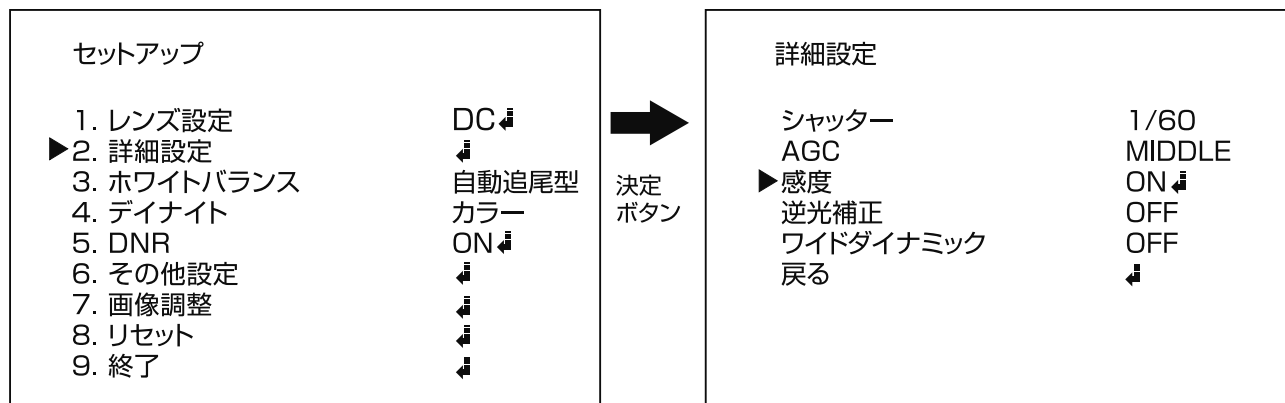 セットアップ
1. レンズ設定 DC↲
▶2. 詳細設定 ↲
3. ホワイトバランス 自動追尾型
4. デイナイト カラー
5. DNR ON↲
6. その他設定 ↲
7. 画像調整 ↲
8. リセット ↲
9. 終了 ↲
決定
ボタン
詳細設定
シャッター 1/60
AGC MIDDLE
▶感度 ON↲
逆光補正 OFF
ワイドダイナミック OFF
戻る ↲